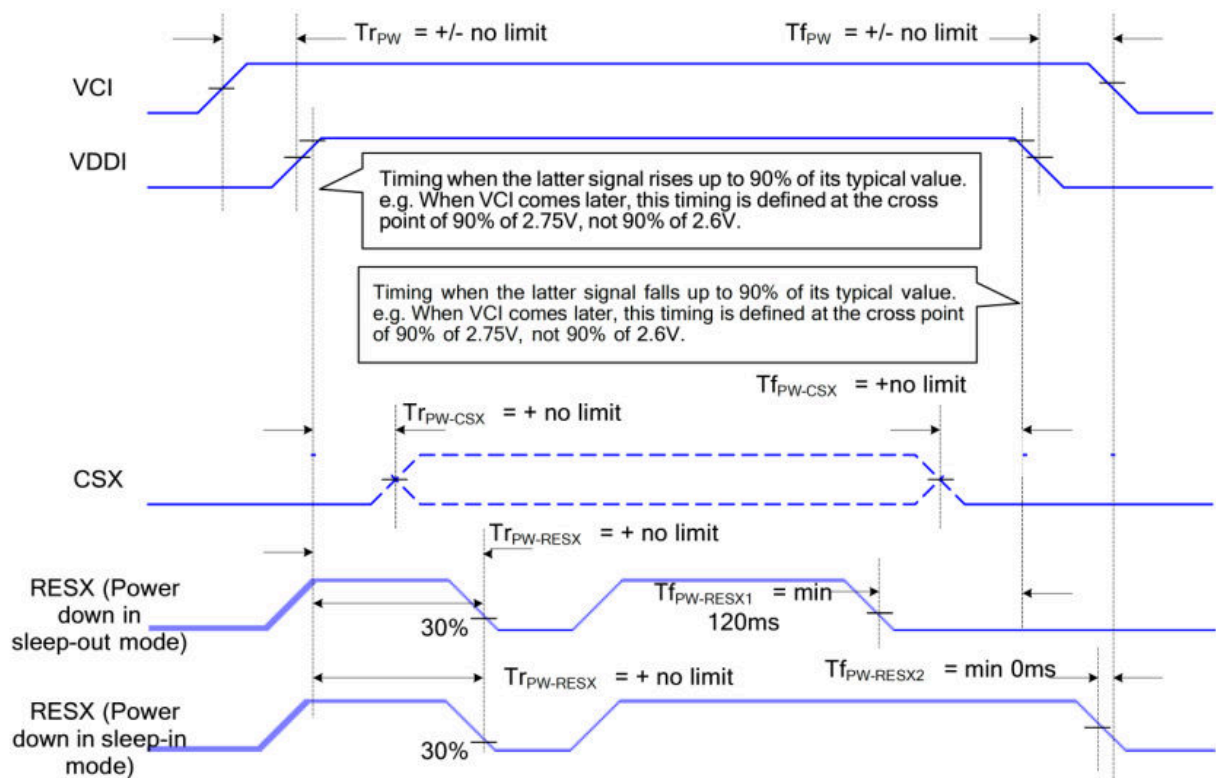 TrPW = +/- no limit
TfPW = +/- no limit
VCI
VDDI
Timing when the latter signal rises up to 90% of its typical value.
e.g. When VCI comes later, this timing is defined at the cross
point of 90% of 2.75V, not 90% of 2.6V.
Timing when the latter signal falls up to 90% of its typical value.
e.g. When VCI comes later, this timing is defined at the cross point
of 90% of 2.75V, not 90% of 2.6V.
TfPW-CSX = +no limit
TrPW-CSX = + no limit
CSX
TrPW-RESX = + no limit
RESX (Power
down in
sleep-out mode)
30%
TfPW-RESX1 = min
120ms
TrPW-RESX = + no limit
TfPW-RESX2 = min 0ms
RESX (Power
down in sleep-in
mode)
30%